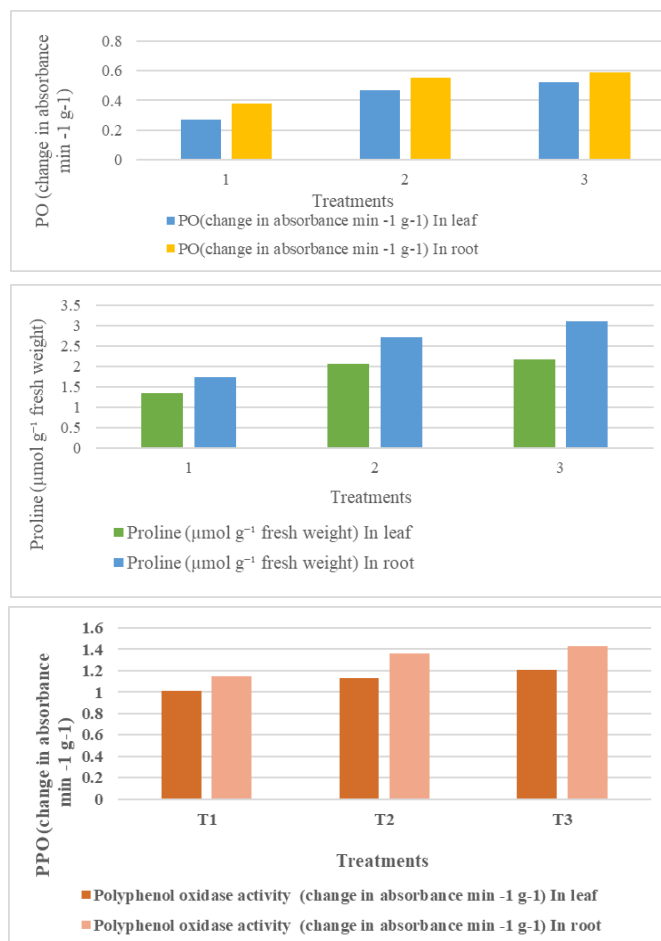 PO (change in absorbance
min -1 g-1)
0.8
0.6
0.4
0.2
0
1 2 3
Treatments
PO(change in absorbance min -1 g-1) In leaf
PO(change in absorbance min -1 g-1) In root
Proline (µmol g⁻¹ fresh weight)
3.5
3
2.5
2
1.5
1
0.5
0
1 2 3
Treatments
Proline (µmol g⁻¹ fresh weight) In leaf
Proline (µmol g⁻¹ fresh weight) In root
PPO (change in absorbance
min -1 g-1)
1.6
1.4
1.2
1
0.8
0.6
0.4
0.2
0
T1 T2 T3
Treatments
Polyphenol oxidase activity (change in absorbance min -1 g-1) In leaf
Polyphenol oxidase activity (change in absorbance min -1 g-1) In root